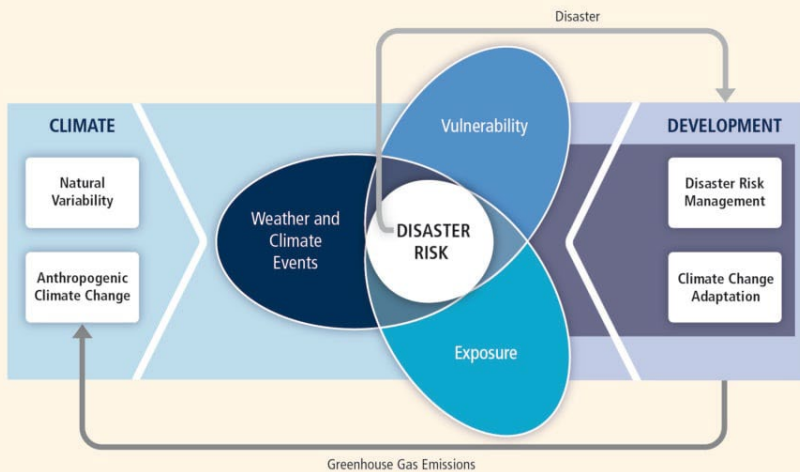 Disaster
CLIMATE
Natural
Variability
Anthropogenic
Climate Change
Weather and
Climate
Events
Vulnerability
DISASTER
RISK
Exposure
DEVELOPMENT
Disaster Risk
Management
Climate Change
Adaptation
Greenhouse Gas Emissions